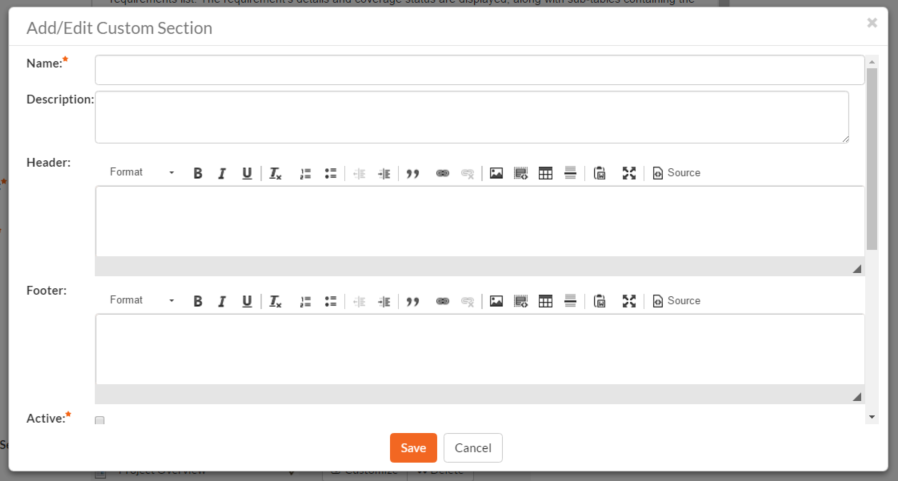 requirements list. The requirement's details and coverage status are displayed, along with sub-tables containing the
Add/Edit Custom Section
Name:*
Description:
Header:
Format B I U Source
Footer:
Format B I U Source
Active:*
Save Cancel
Project Overview Customize Delete